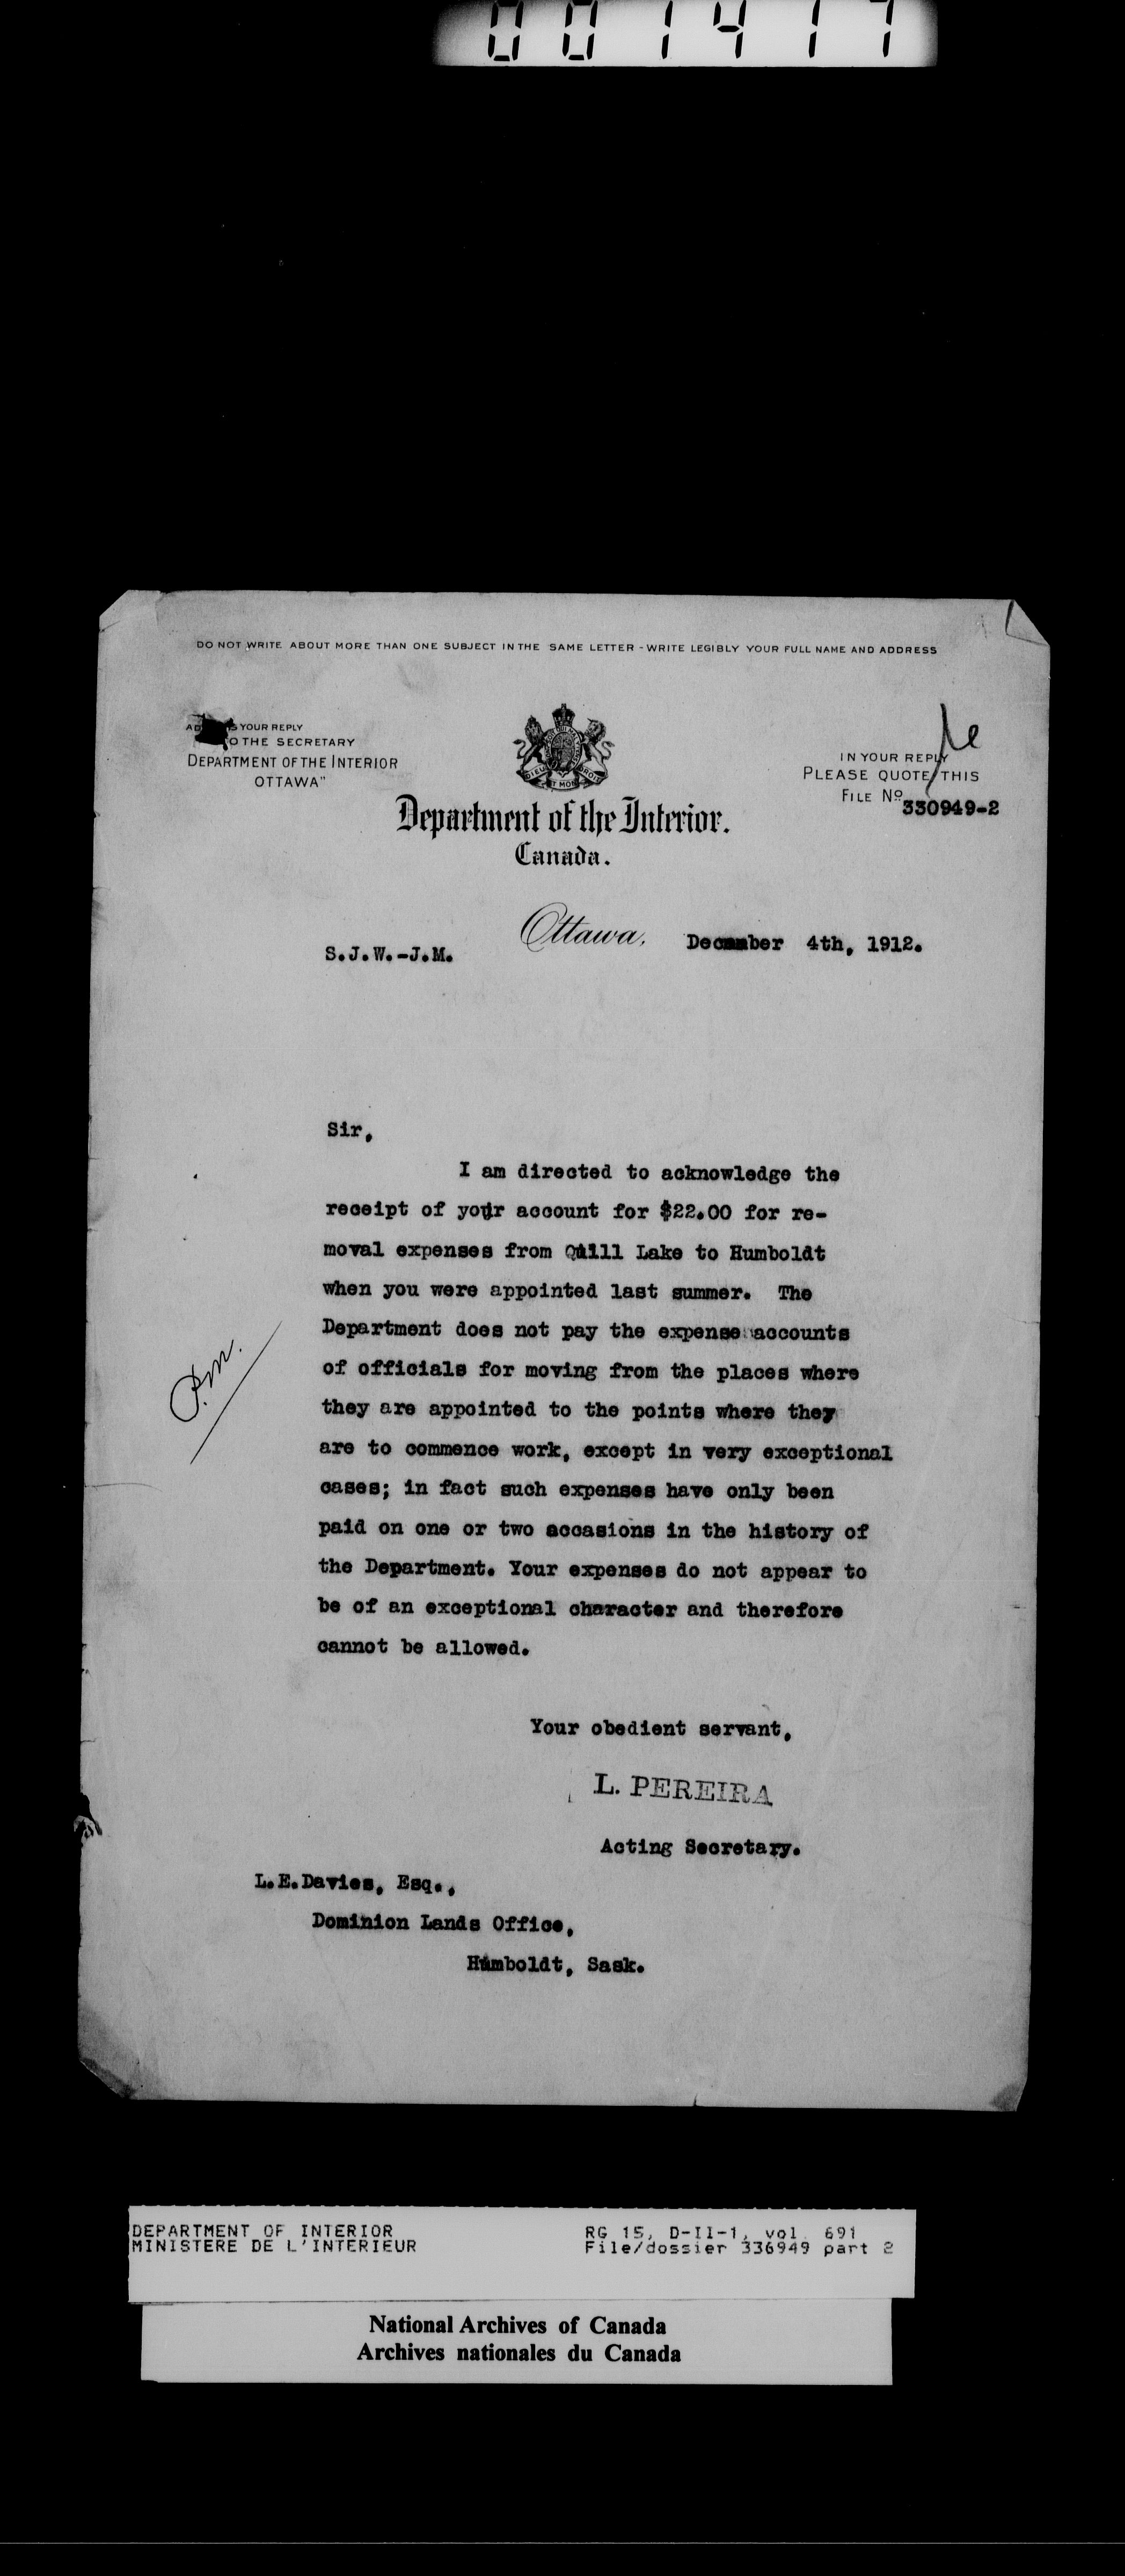 001417
DO NOT WRITE ABOUT MORE THAN ONE SUBJECT IN THE SAME LETTER - WRITE LEGIBLY YOUR FULL NAME AND ADDRESS
YOUR REPLY
O THE SECRETARY
DEPARTMENT OF THE INTERIOR
OTTAWA"
IN YOUR REPLY
PLEASE QUOTE THIS
FILE No. 330949-2
DIEU ET MON DROIT
Department of the Interior.
Canada.
Ottawa, December 4th, 1912.
S.J.W.-J.M.
Sir,
I am directed to acknowledge the
receipt of your account for $22.00 for re-
moval expenses from Quill Lake to Humboldt
when you were appointed last summer. The
Department does not pay the expense accounts
of officials for moving from the places where
they are appointed to the points where they
are to commence work, except in very exceptional
cases; in fact such expenses have only been
paid on one or two accasions in the history of
the Department. Your expenses do not appear to
be of an exceptional character and therefore
cannot be allowed.
P.M.
Your obedient servant,
L. PEREIRA
Acting Secretary.
L.E.Davies, Esq.,
Dominion Lands Office,
Humboldt, Sask.
DEPARTMENT OF INTERIOR
MINISTERE DE L'INTERIEUR
RG 15, D-II-1, vol. 691
File/dossier 336949 part 2
National Archives of Canada
Archives nationales du Canada